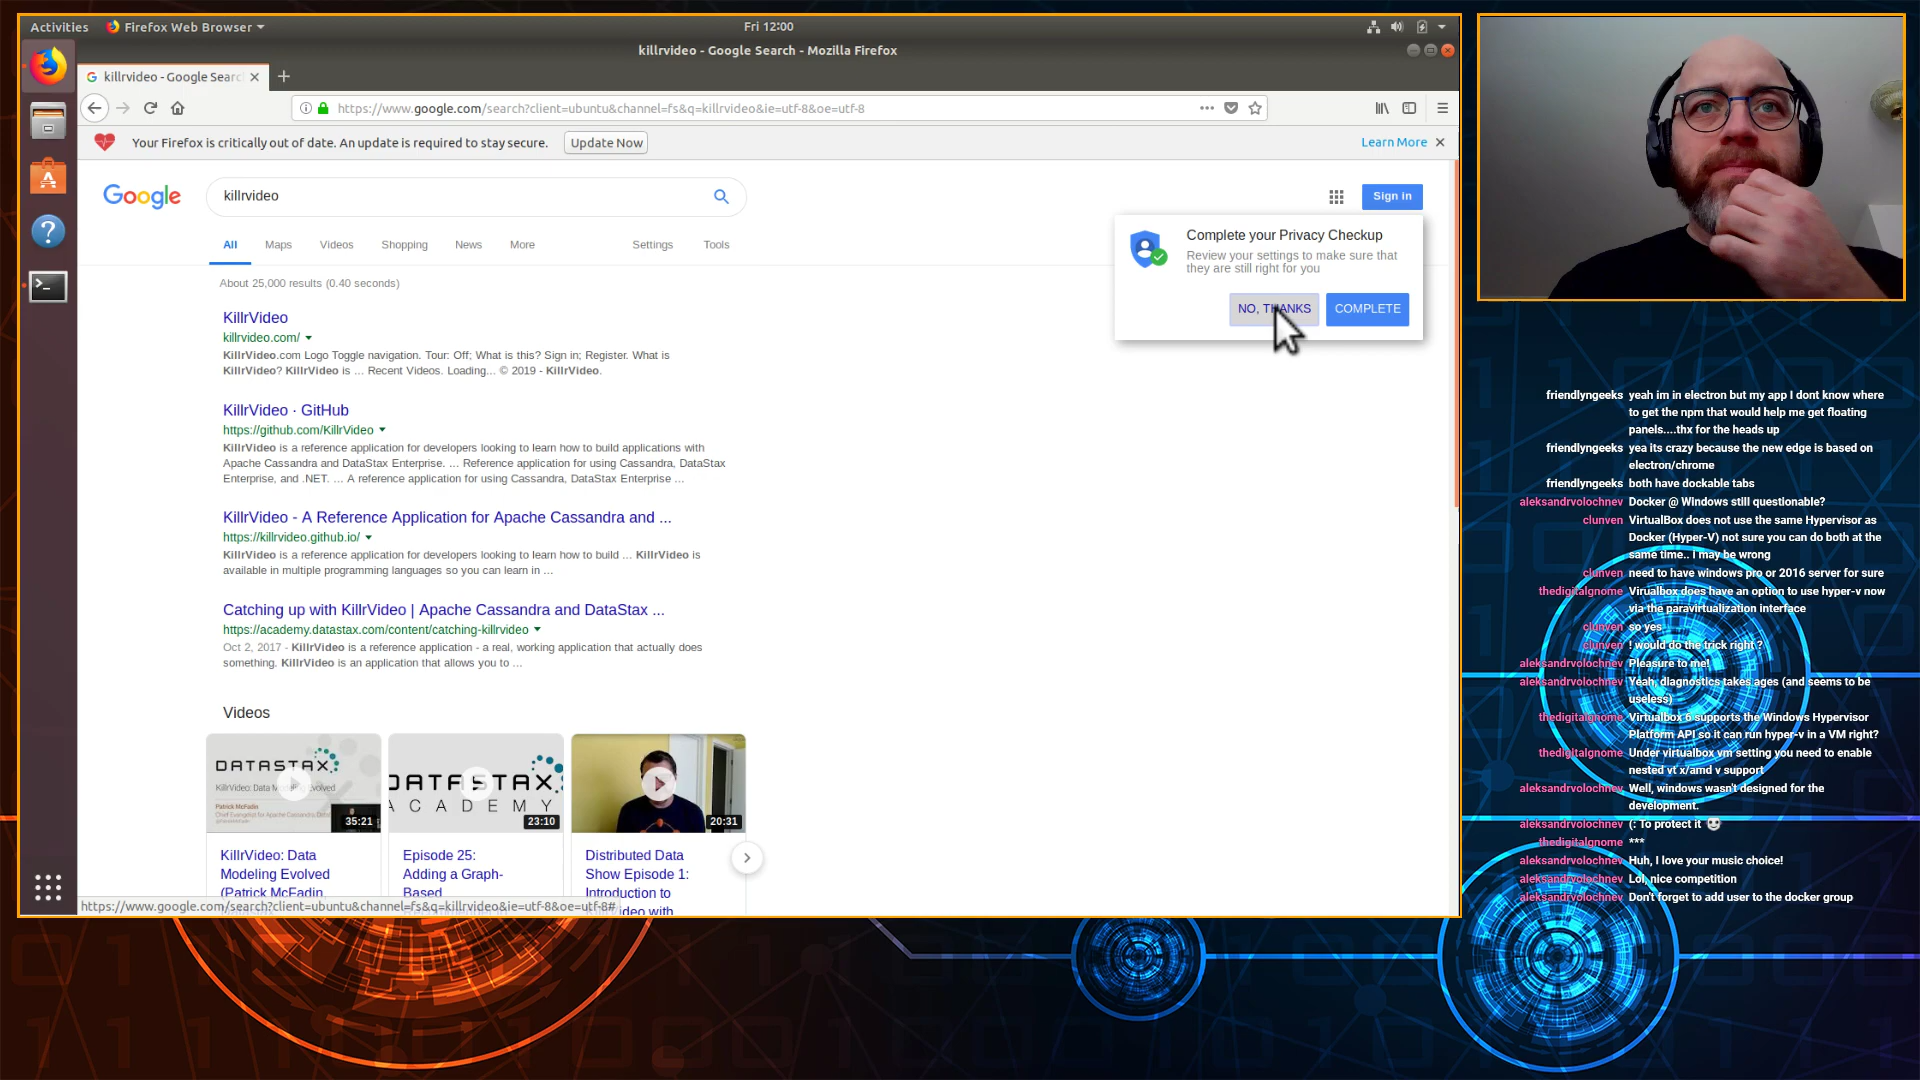 Activities
Firefox Web Browser
Fri 12:00
killrvideo - Google Search - Mozilla Firefox
killrvideo - Google Searc
https://www.google.com/search?client=ubuntu&channel=fs&q=killrvideo&ie=utf-8&oe=utf-8
Your Firefox is critically out of date. An update is required to stay secure.
Update Now
Learn More
Google
killrvideo
Sign in
All
Maps
Videos
Shopping
News
More
Settings
Tools
Complete your Privacy Checkup
Review your settings to make sure that
they are still right for you
NO, THANKS
COMPLETE
About 25,000 results (0.40 seconds)
KillrVideo
killrvideo.com/
KillrVideo.com Logo Toggle navigation. Tour: Off; What is this? Sign in; Register. What is
KillrVideo? KillrVideo is ... Recent Videos. Loading... © 2019 - KillrVideo.
KillrVideo · GitHub
https://github.com/KillrVideo
KillrVideo is a reference application for developers looking to learn how to build applications with
Apache Cassandra and DataStax Enterprise. ... Reference application for using Cassandra, DataStax
Enterprise, and .NET. ... A reference application for using Cassandra, DataStax Enterprise ...
KillrVideo - A Reference Application for Apache Cassandra and ...
https://killrvideo.github.io/
KillrVideo is a reference application for developers looking to learn how to build ... KillrVideo is
available in multiple programming languages so you can learn in ...
Catching up with KillrVideo | Apache Cassandra and DataStax ...
https://academy.datastax.com/content/catching-killrvideo
Oct 2, 2017 - KillrVideo is a reference application - a real, working application that actually does
something. KillrVideo is an application that allows you to ...
Videos
DATASTAX
KillrVideo: Data Modeling Evolved
Patrick McFadin
Chief Evangelist for Apache Cassandra, Data
35:21
DATASTAX
ACADEMY
23:10
20:31
KillrVideo: Data
Modeling Evolved
(Patrick McFadin,
Episode 25:
Adding a Graph-
Based
Distributed Data
Show Episode 1:
Introduction to
video with
https://www.google.com/search?client=ubuntu&channel=fs&q=killrvideo&ie=utf-8&oe=utf-8#
friendlyngeeks yeah im in electron but my app I dont know where
to get the npm that would help me get floating
panels....thx for the heads up
friendlyngeeks yea its crazy because the new edge is based on
electron/chrome
friendlyngeeks both have dockable tabs
aleksandrvolochnev Docker @ Windows still questionable?
clunven VirtualBox does not use the same Hypervisor as
Docker (Hyper-V) not sure you can do both at the
same time.. I may be wrong
clunven need to have windows pro or 2016 server for sure
thedigitalgnome Virualbox does have an option to use hyper-v now
via the paravirtualization interface
clunven so yes
clunven ! would do the trick right ?
aleksandrvolochnev Pleasure to me!
aleksandrvolochnev Yeah, diagnostics takes ages (and seems to be
useless)
thedigitalgnome Virtualbox 6 supports the Windows Hypervisor
Platform API so it can run hyper-v in a VM right?
thedigitalgnome Under virtualbox vm setting you need to enable
nested vt x/amd v support
aleksandrvolochnev Well, windows wasn't designed for the
development.
aleksandrvolochnev (: To protect it
thedigitalgnome ***
aleksandrvolochnev Huh, I love your music choice!
aleksandrvolochnev Lol, nice competition
aleksandrvolochnev Don't forget to add user to the docker group